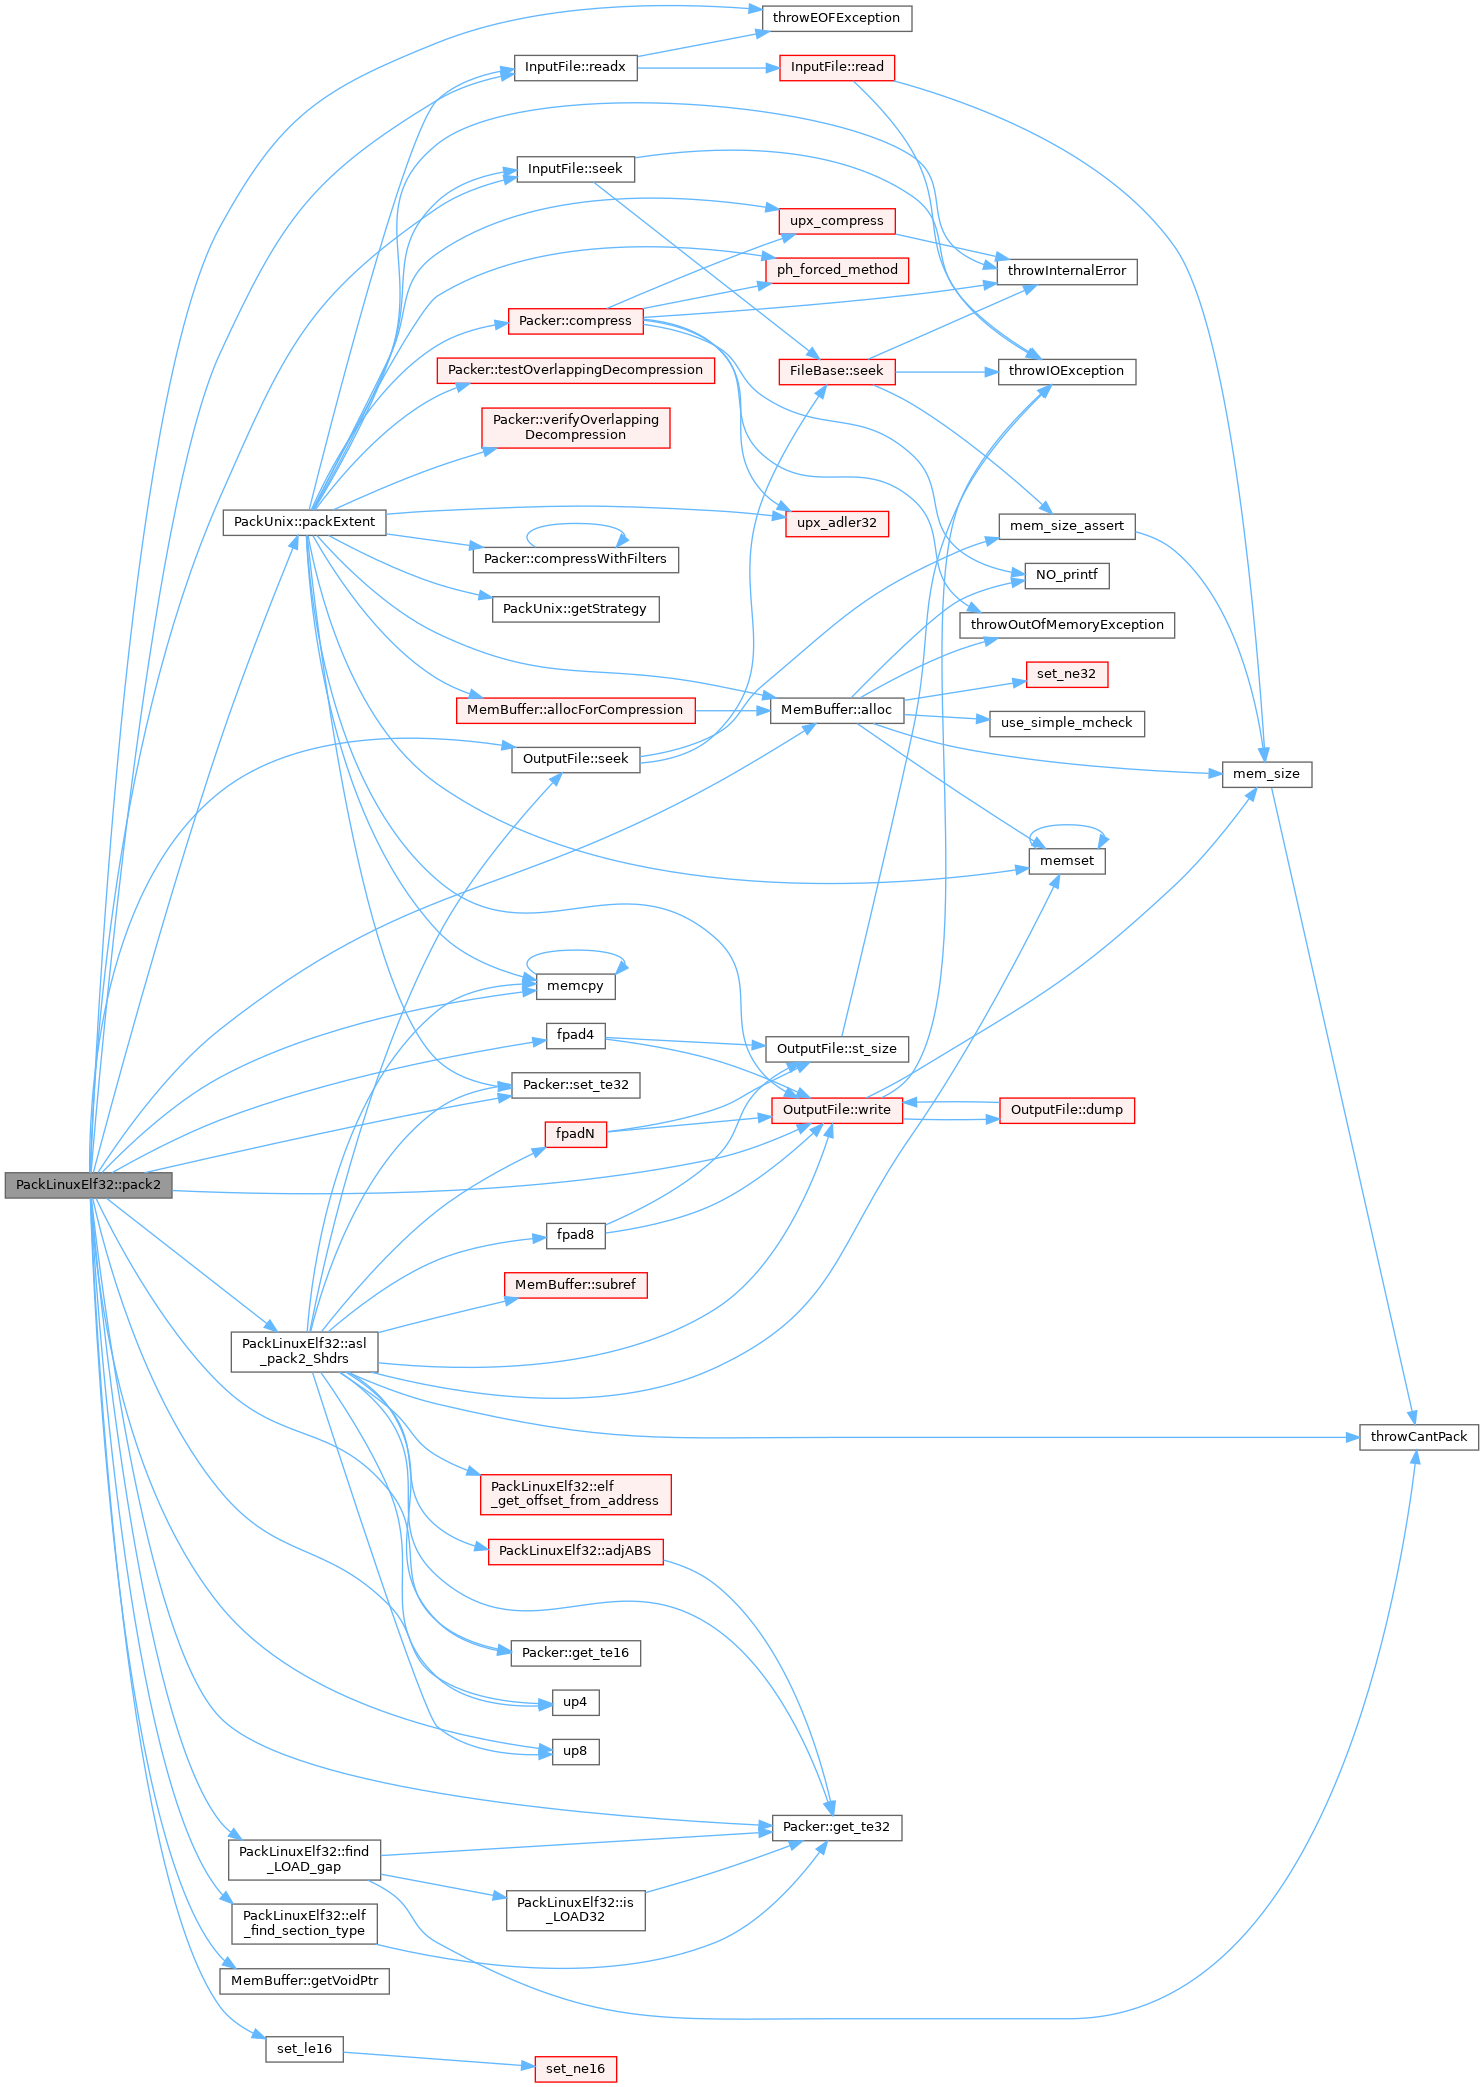 throwEOFException
InputFile::readx
InputFile::read
InputFile::seek
upx_compress
ph_forced_method
throwInternalError
Packer::compress
Packer::testOverlappingDecompression
FileBase::seek
throwIOException
Packer::verifyOverlapping
Decompression
PackUnix::packExtent
upx_adler32
mem_size_assert
Packer::compressWithFilters
NO_printf
PackUnix::getStrategy
throwOutOfMemoryException
set_ne32
MemBuffer::allocForCompression
MemBuffer::alloc
use_simple_mcheck
OutputFile::seek
mem_size
memset
memcpy
fpad4
OutputFile::st_size
Packer::set_te32
OutputFile::write
OutputFile::dump
fpadN
PackLinuxElf32::pack2
fpad8
MemBuffer::subref
PackLinuxElf32::asl
_pack2_Shdrs
throwCantPack
PackLinuxElf32::elf
_get_offset_from_address
PackLinuxElf32::adjABS
Packer::get_te16
up4
up8
Packer::get_te32
PackLinuxElf32::find
_LOAD_gap
PackLinuxElf32::is
_LOAD32
PackLinuxElf32::elf
_find_section_type
MemBuffer::getVoidPtr
set_le16
set_ne16